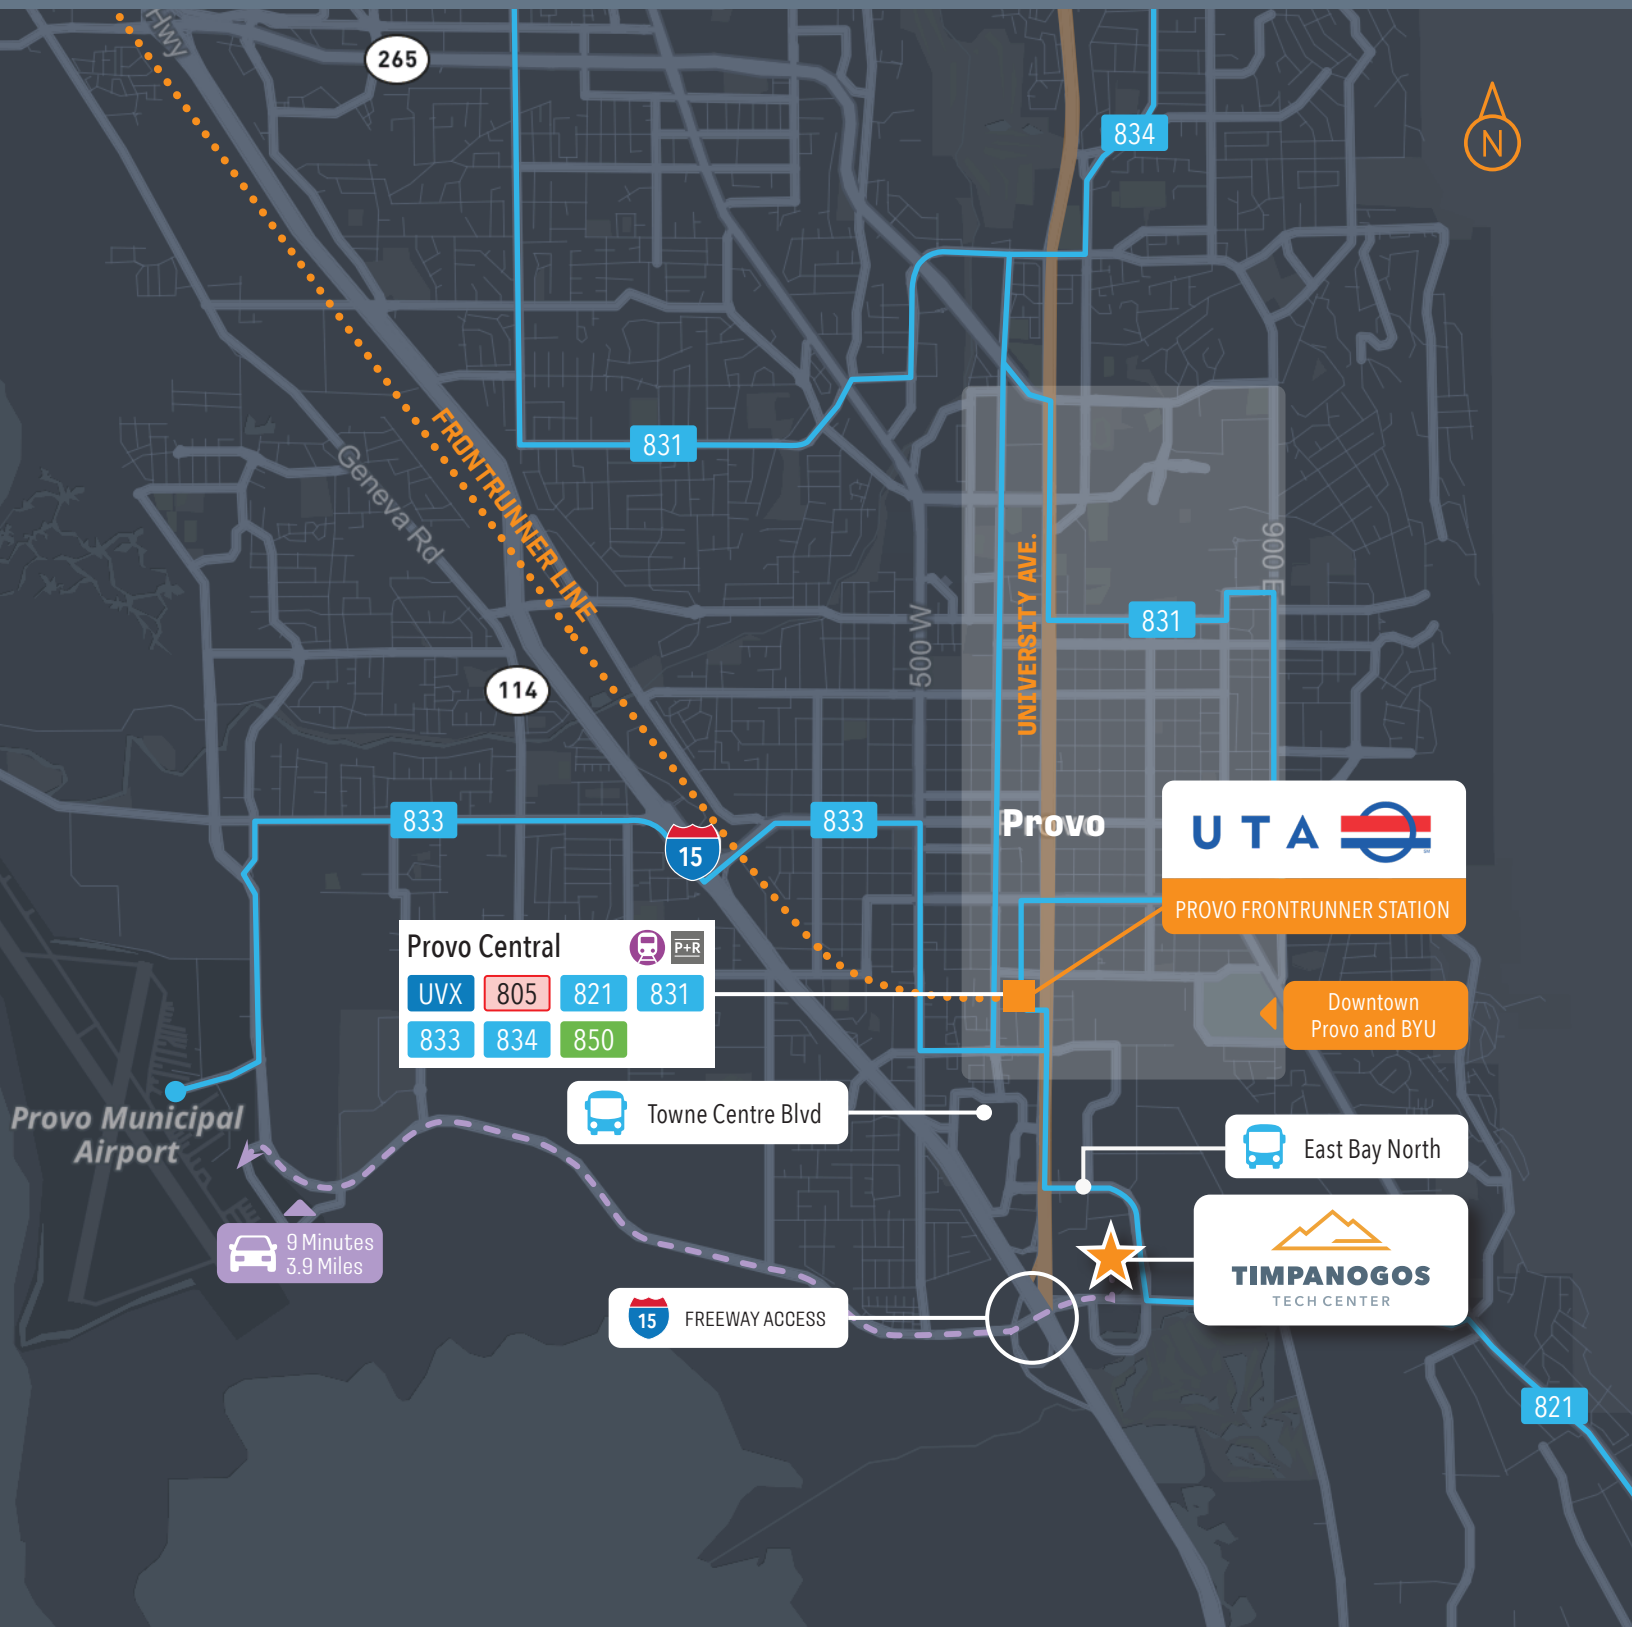 Hwy
265
834
N
831
FRONTRUNNER LINE
Geneva Rd
900 E
UNIVERSITY AVE.
500 W
831
114
833
15
833
Provo
UTA
PROVO FRONTRUNNER STATION
Provo Central
P+R
UVX 805 821 831
833 834 850
Downtown
Provo and BYU
Provo Municipal
Airport
Towne Centre Blvd
East Bay North
9 Minutes
3.9 Miles
TIMPANOGOS
TECH CENTER
15 FREEWAY ACCESS
821